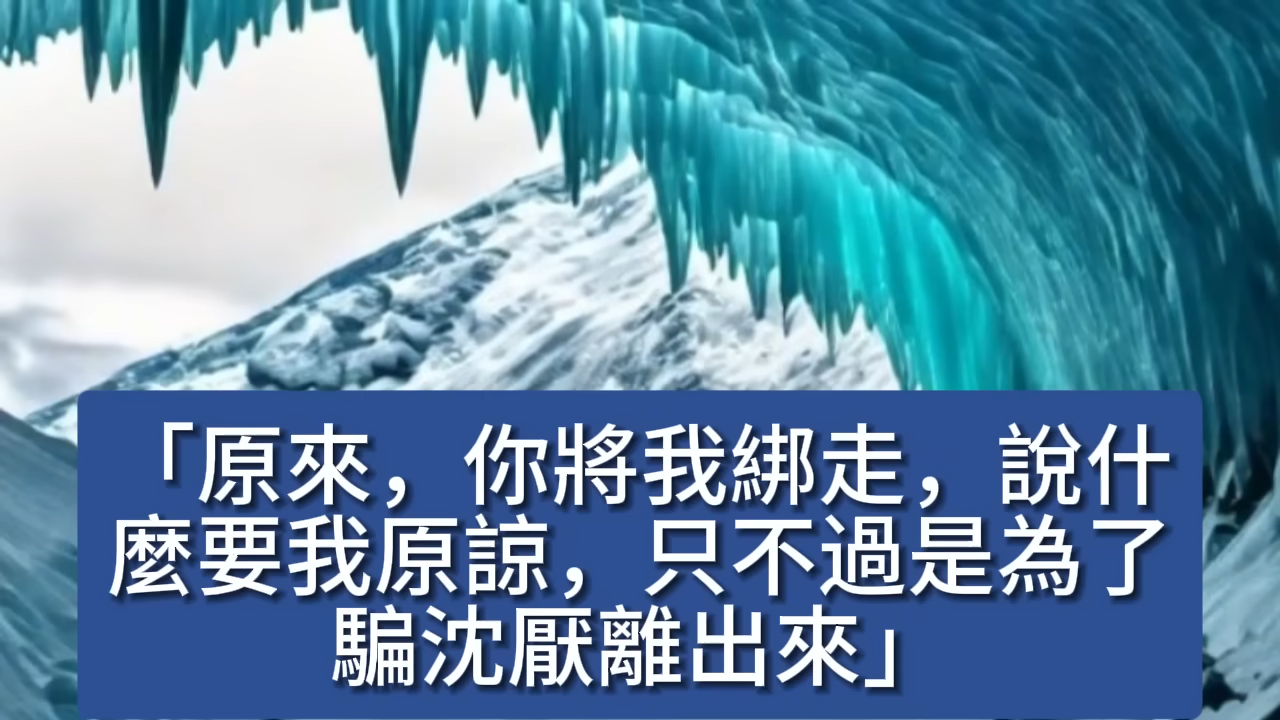 「原來，你將我綁走，說什
麼要我原諒，只不過是為了
騙沈厭離出來」